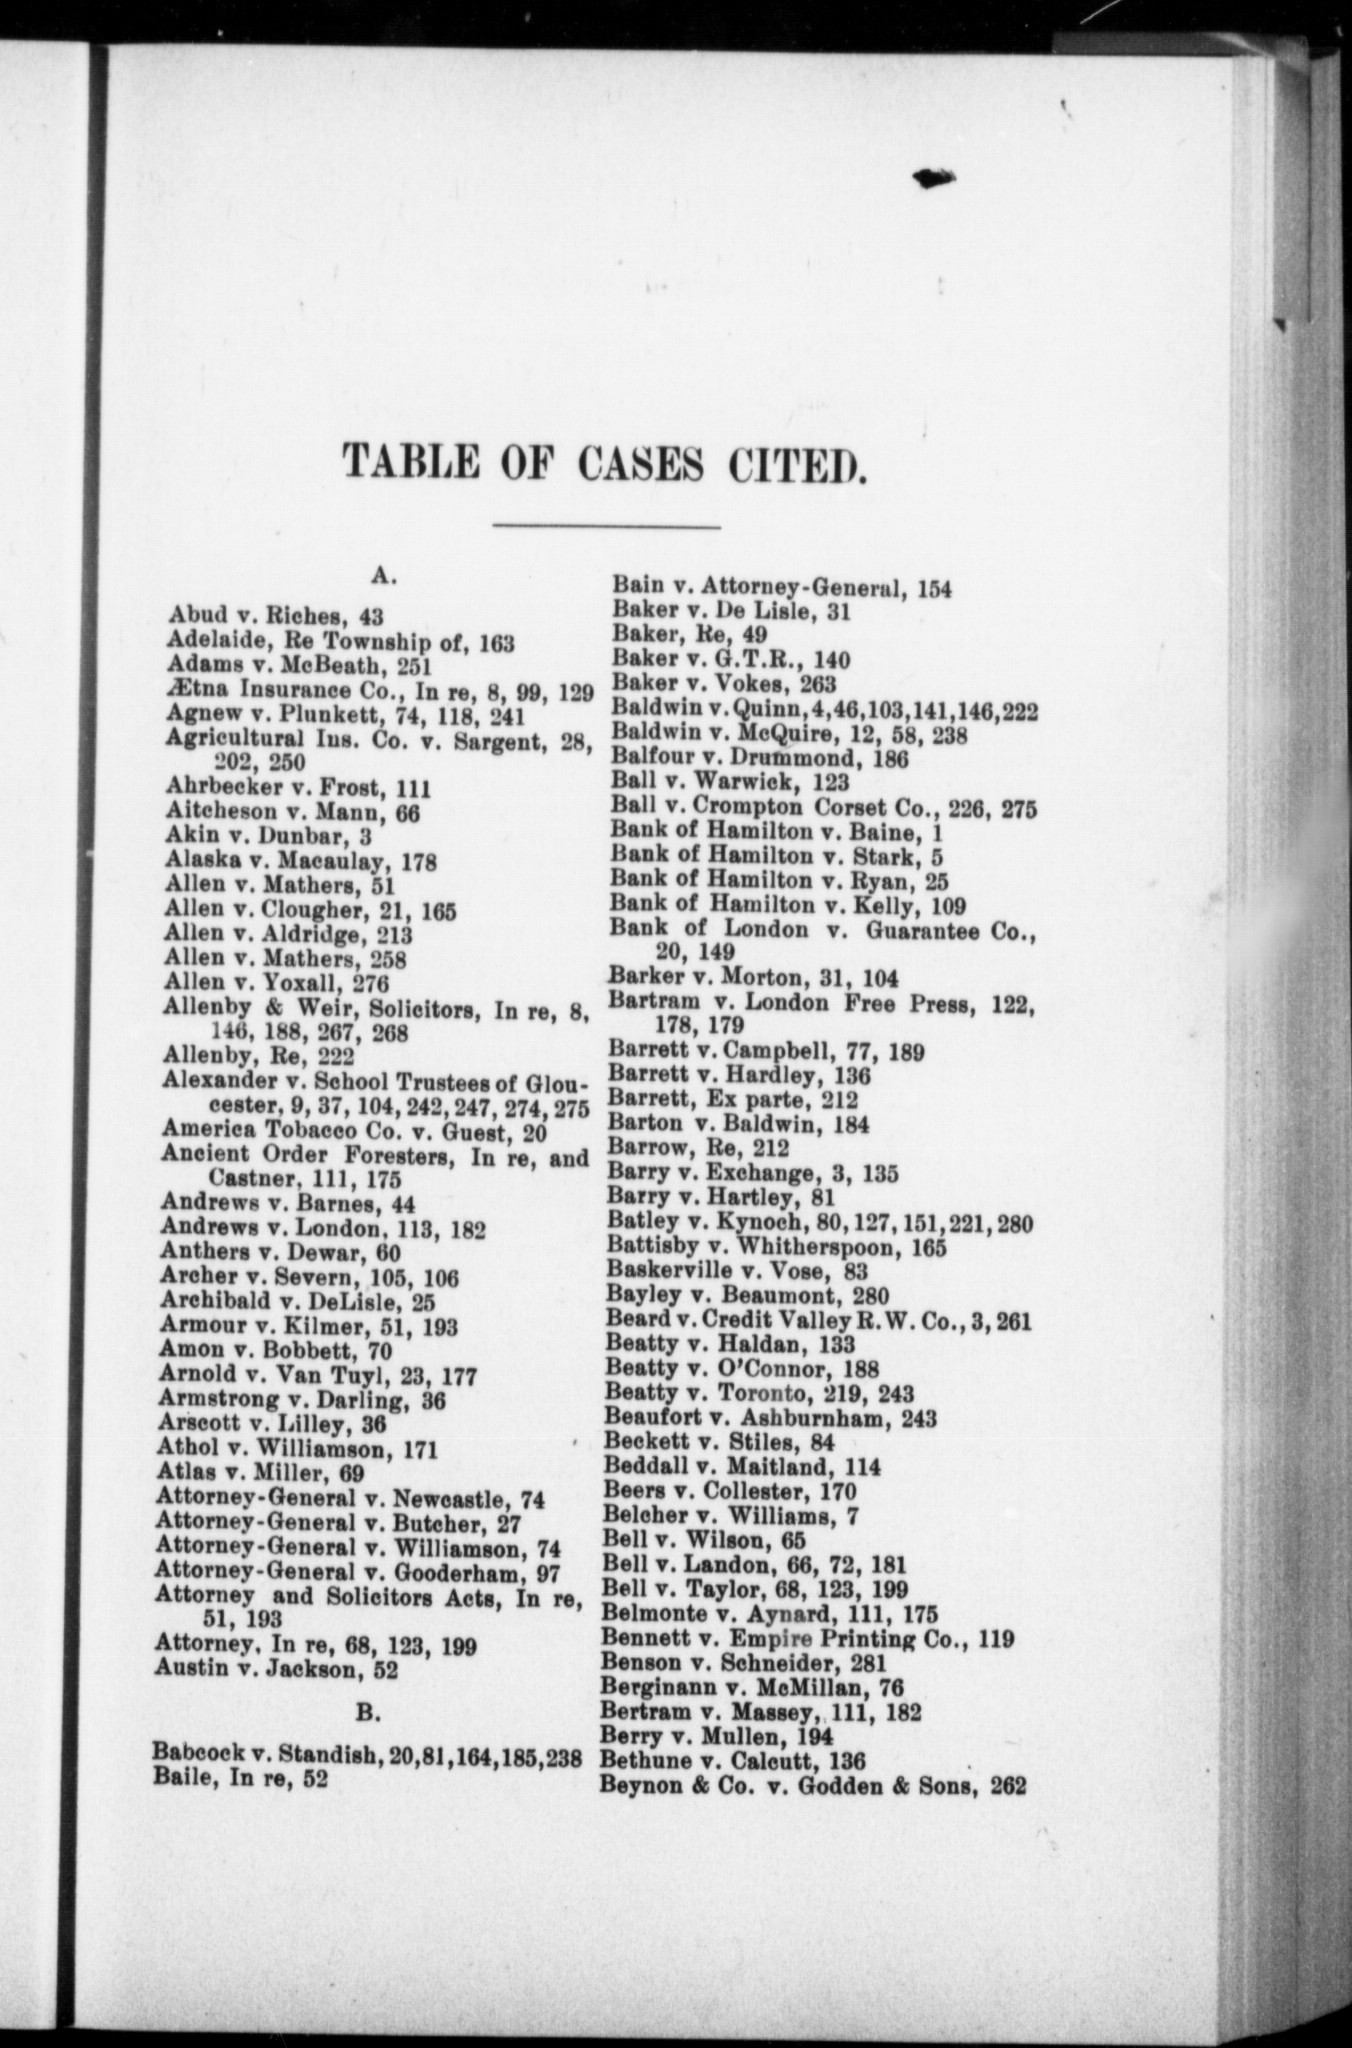 TABLE OF CASES CITED.
A.
Abud v. Riches, 43
Adelaide, Re Township of, 163
Adams v. McBeath, 251
Ætna Insurance Co., In re, 8, 99, 129
Agnew v. Plunkett, 74, 118, 241
Agricultural Ins. Co. v. Sargent, 28,
202, 250
Ahrbecker v. Frost, 111
Aitcheson v. Mann, 66
Akin v. Dunbar, 3
Alaska v. Macaulay, 178
Allen v. Mathers, 51
Allen v. Clougher, 21, 165
Allen v. Aldridge, 213
Allen v. Mathers, 258
Allen v. Yoxall, 276
Allenby & Weir, Solicitors, In re, 8,
146, 188, 267, 268
Allenby, Re, 222
Alexander v. School Trustees of Glou-
cester, 9, 37, 104, 242, 247, 274, 275
America Tobacco Co. v. Guest, 20
Ancient Order Foresters, In re, and
Castner, 111, 175
Andrews v. Barnes, 44
Andrews v. London, 113, 182
Anthers v. Dewar, 60
Archer v. Severn, 105, 106
Archibald v. DeLisle, 25
Armour v. Kilmer, 51, 193
Amon v. Bobbett, 70
Arnold v. Van Tuyl, 23, 177
Armstrong v. Darling, 36
Arscott v. Lilley, 36
Athol v. Williamson, 171
Atlas v. Miller, 69
Attorney-General v. Newcastle, 74
Attorney-General v. Butcher, 27
Attorney-General v. Williamson, 74
Attorney-General v. Gooderham, 97
Attorney and Solicitors Acts, In re,
51, 193
Attorney, In re, 68, 123, 199
Austin v. Jackson, 52
B.
Babcock v. Standish, 20, 81, 164, 185, 238
Baile, In re, 52
Bain v. Attorney-General, 154
Baker v. De Lisle, 31
Baker, Re, 49
Baker v. G.T.R., 140
Baker v. Vokes, 263
Baldwin v. Quinn, 4, 46, 103, 141, 146, 222
Baldwin v. McQuire, 12, 58, 238
Balfour v. Drummond, 186
Ball v. Warwick, 123
Ball v. Crompton Corset Co., 226, 275
Bank of Hamilton v. Baine, 1
Bank of Hamilton v. Stark, 5
Bank of Hamilton v. Ryan, 25
Bank of Hamilton v. Kelly, 109
Bank of London v. Guarantee Co.,
20, 149
Barker v. Morton, 31, 104
Bartram v. London Free Press, 122,
178, 179
Barrett v. Campbell, 77, 189
Barrett v. Hardley, 136
Barrett, Ex parte, 212
Barton v. Baldwin, 184
Barrow, Re, 212
Barry v. Exchange, 3, 135
Barry v. Hartley, 81
Batley v. Kynoch, 80, 127, 151, 221, 280
Battisby v. Whitherspoon, 165
Baskerville v. Vose, 83
Bayley v. Beaumont, 280
Beard v. Credit Valley R. W. Co., 3, 261
Beatty v. Haldan, 133
Beatty v. O'Connor, 188
Beatty v. Toronto, 219, 243
Beaufort v. Ashburnham, 243
Beckett v. Stiles, 84
Beddall v. Maitland, 114
Beers v. Collester, 170
Belcher v. Williams, 7
Bell v. Wilson, 65
Bell v. Landon, 66, 72, 181
Bell v. Taylor, 68, 123, 199
Belmonte v. Aynard, 111, 175
Bennett v. Empire Printing Co., 119
Benson v. Schneider, 281
Berginann v. McMillan, 76
Bertram v. Massey, 111, 182
Berry v. Mullen, 194
Bethune v. Calcutt, 136
Beynon & Co. v. Godden & Sons, 262